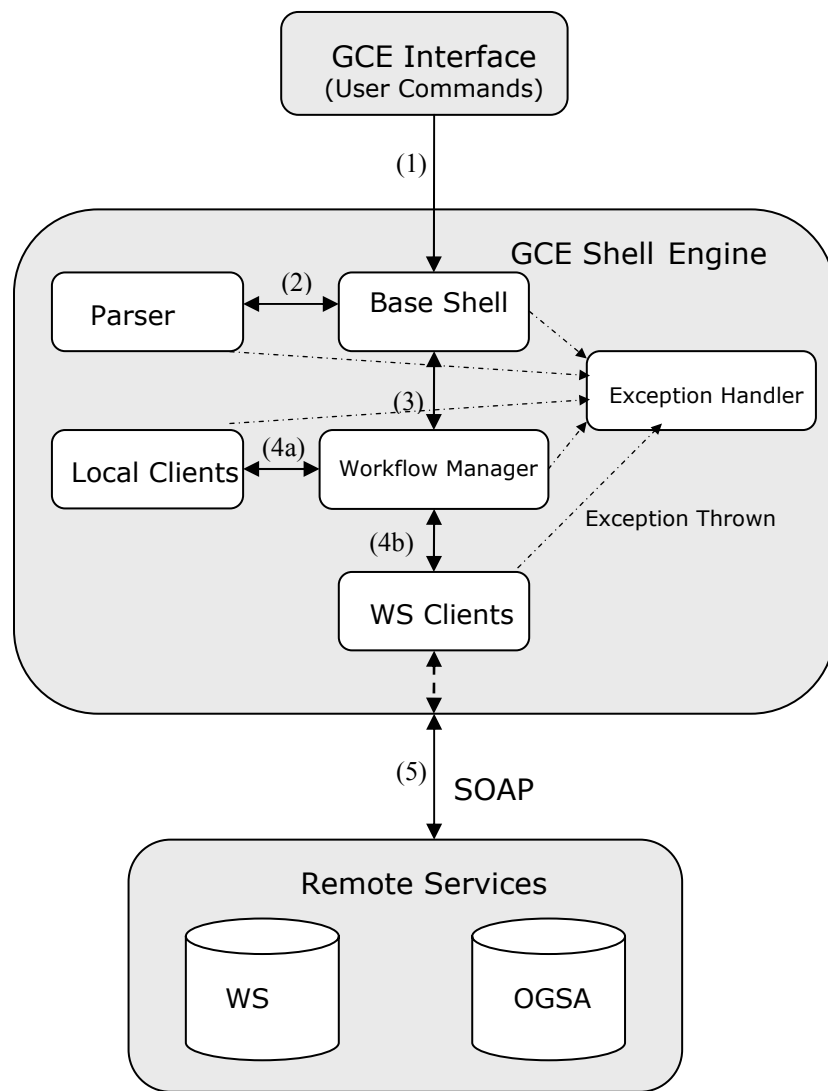 GCE Interface
(User Commands)
(1)
GCE Shell Engine
(2)
Base Shell
Parser
Exception Handler
(3)
(4a)
Local Clients
Workflow Manager
Exception Thrown
(4b)
WS Clients
(5)
SOAP
Remote Services
WS
OGSA